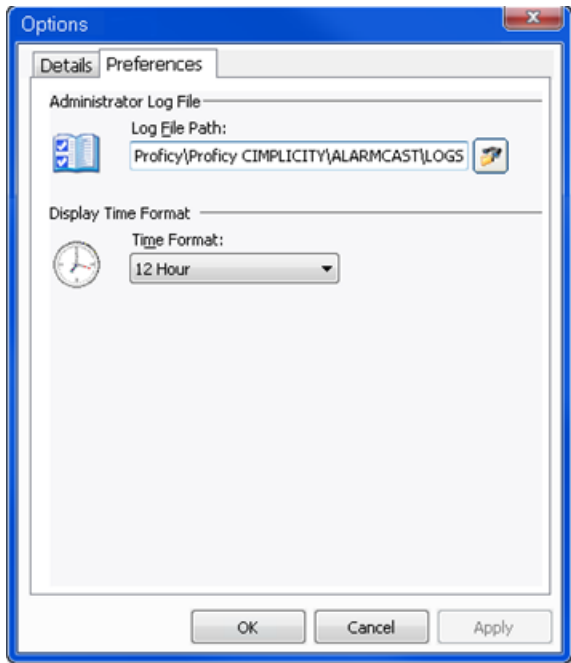 Options
Details Preferences
Administrator Log File
Log File Path:
Proficy\Proficy CIMPLICITY\ALARMCAST\LOGS
Display Time Format
Time Format:
12 Hour
OK Cancel Apply